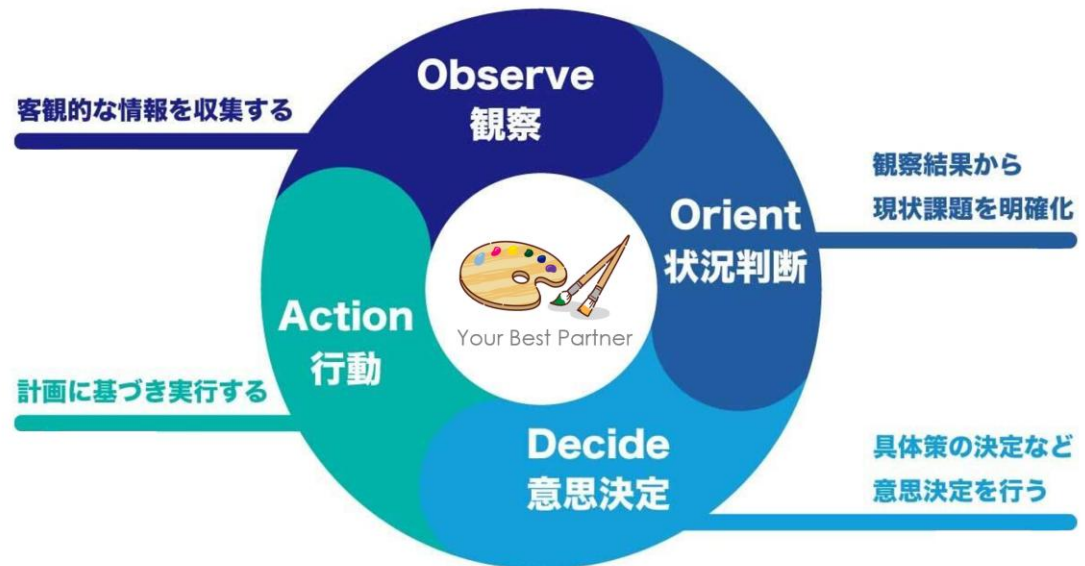 Observe
観察
客観的な情報を収集する
Orient
状況判断
観察結果から
現状課題を明確化
Decide
意思決定
具体策の決定など
意思決定を行う
Action
行動
計画に基づき実行する
Your Best Partner